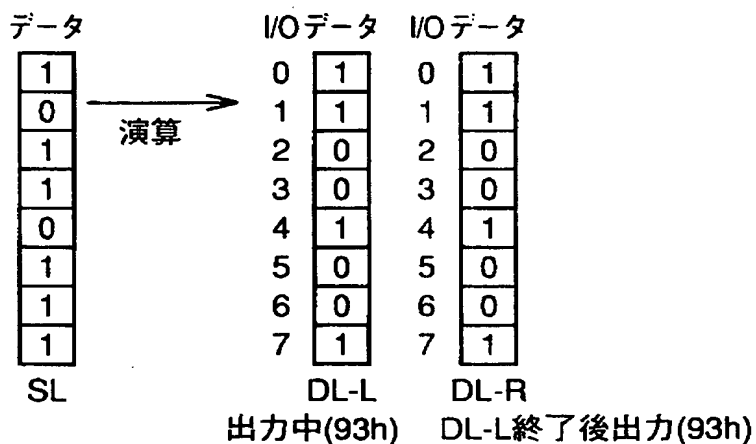 データ I/Oデータ I/Oデータ
1 0 1 0 1
0 1 1 1 1
演算
1 2 0 2 0
1 3 0 3 0
0 4 1 4 1
1 5 0 5 0
1 6 0 6 0
1 7 1 7 1
SL DL-L DL-R
出力中(93h) DL-L終了後出力(93h)